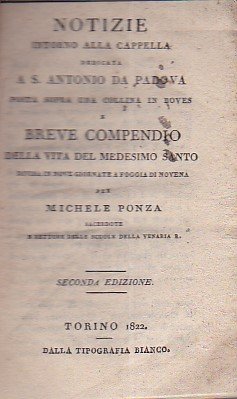 NOTIZIE
INTORNO ALLA CAPPELLA
DEDICATA
A S. ANTONIO DA PADOVA
POSTA SOPRA UNA COLLINA IN BOVES
E
BREVE COMPENDIO
DELLA VITA DEL MEDESIMO SANTO
DIVISA IN NOVE GIORNATE A FOGGIA DI NOVENA
PER
MICHELE PONZA
SACERDOTE
E RETTORE DELLE SCUOLE DELLA VENARIA R.
SECONDA EDIZIONE.
TORINO 1822.
DALLA TIPOGRAFIA BIANCO.